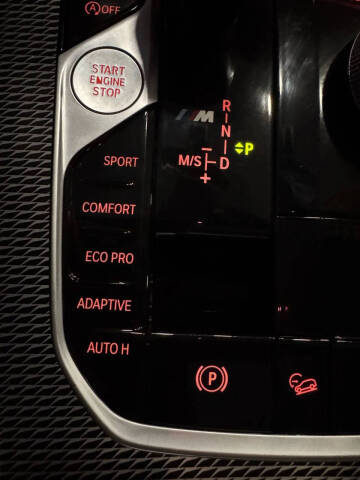 A OFF
START
ENGINE
STOP
M
R
N
P
SPORT
M/S
D
+
COMFORT
ECO PRO
ADAPTIVE
AUTO H
P